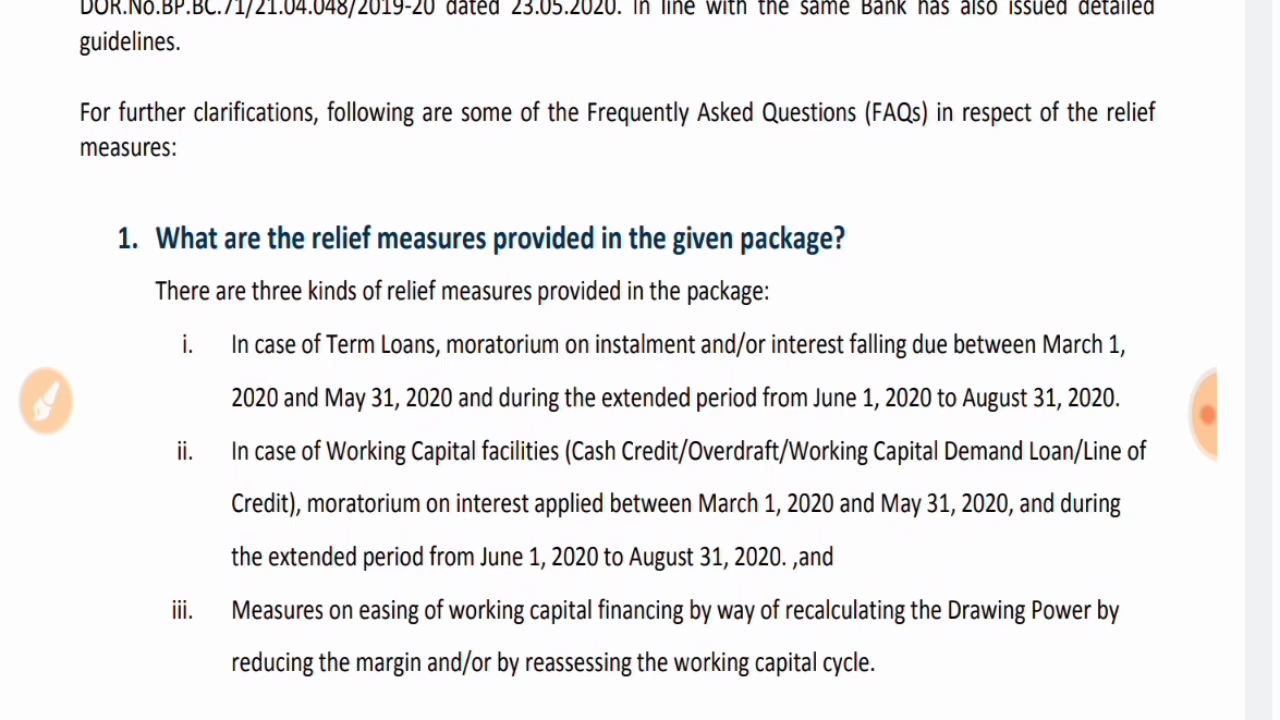 DOR.No.BP.BC.71/21.04.048/2019-20 dated 23.05.2020. In line with the same Bank has also issued detailed
guidelines.
For further clarifications, following are some of the Frequently Asked Questions (FAQs) in respect of the relief
measures:
1. What are the relief measures provided in the given package?
There are three kinds of relief measures provided in the package:
i. In case of Term Loans, moratorium on instalment and/or interest falling due between March 1,
2020 and May 31, 2020 and during the extended period from June 1, 2020 to August 31, 2020.
ii. In case of Working Capital facilities (Cash Credit/Overdraft/Working Capital Demand Loan/Line of
Credit), moratorium on interest applied between March 1, 2020 and May 31, 2020, and during
the extended period from June 1, 2020 to August 31, 2020. ,and
iii. Measures on easing of working capital financing by way of recalculating the Drawing Power by
reducing the margin and/or by reassessing the working capital cycle.